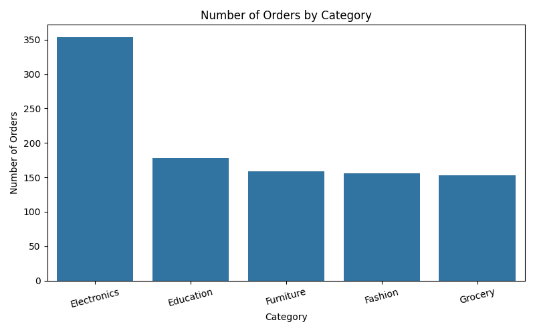 Number of Orders by Category
Number of Orders
350
300
250
200
150
100
50
0
Electronics Education Furniture Fashion Grocery
Category